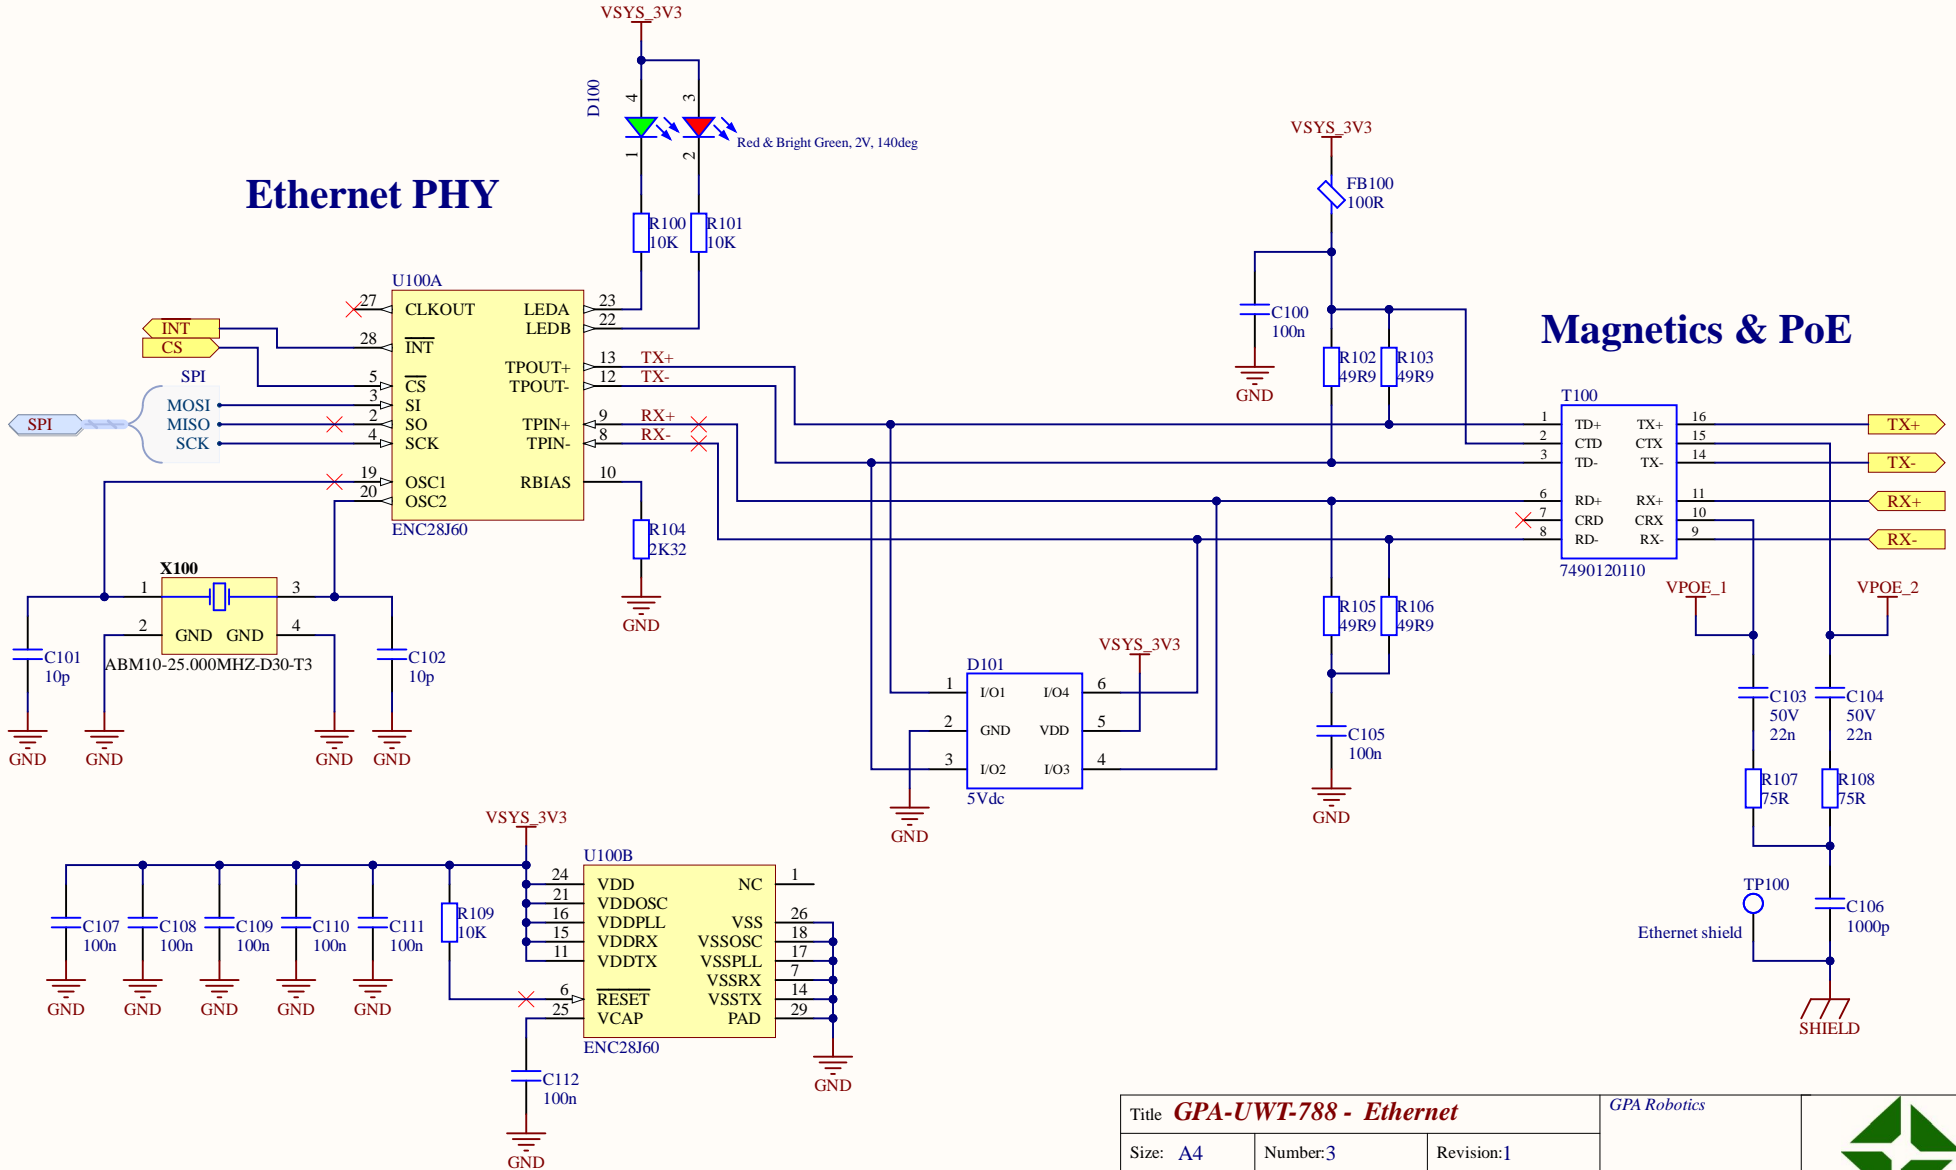 VSYS_3V3
D100
4
3
1
2
Red & Bright Green, 2V, 140deg
Ethernet PHY
R100
10K
R101
10K
U100A
27
CLKOUT
LEDA
23
LEDB
22
INT
28
INT
CS
TPOUT+
13
TX+
5
CS
TPOUT-
12
TX-
SPI
MOSI
3
SI
SPI
MISO
2
SO
TPIN+
9
RX+
SCK
4
SCK
TPIN-
8
RX-
19
OSC1
RBIAS
10
20
OSC2
ENC28J60
R104
2K32
GND
X100
1
3
2
GND
GND
4
ABM10-25.000MHZ-D30-T3
C101
10p
C102
10p
GND
GND
GND
GND
VSYS_3V3
FB100
100R
C100
100n
GND
R102
49R9
R103
49R9
Magnetics & PoE
T100
1
TD+
TX+
16
TX+
2
CTD
CTX
15
3
TD-
TX-
14
TX-
6
RD+
RX+
11
RX+
7
CRD
CRX
10
8
RD-
RX-
9
RX-
7490120110
VPOE_1
VPOE_2
R105
49R9
R106
49R9
VSYS_3V3
D101
1
I/O1
I/O4
6
2
GND
VDD
5
3
I/O2
I/O3
4
5Vdc
GND
C105
100n
GND
C103
50V
22n
C104
50V
22n
R107
75R
R108
75R
TP100
Ethernet shield
C106
1000p
SHIELD
VSYS_3V3
U100B
24
VDD
NC
1
21
VDDOSC
16
VDDPLL
VSS
26
15
VDDRX
VSSOSC
18
11
VDDTX
VSSPLL
17
VSSRX
7
6
RESET
VSSTX
14
25
VCAP
PAD
29
ENC28J60
C107
100n
C108
100n
C109
100n
C110
100n
C111
100n
R109
10K
GND
GND
GND
GND
GND
C112
100n
GND
GND
Title GPA-UWT-788 - Ethernet
GPA Robotics
Size: A4
Number:3
Revision:1